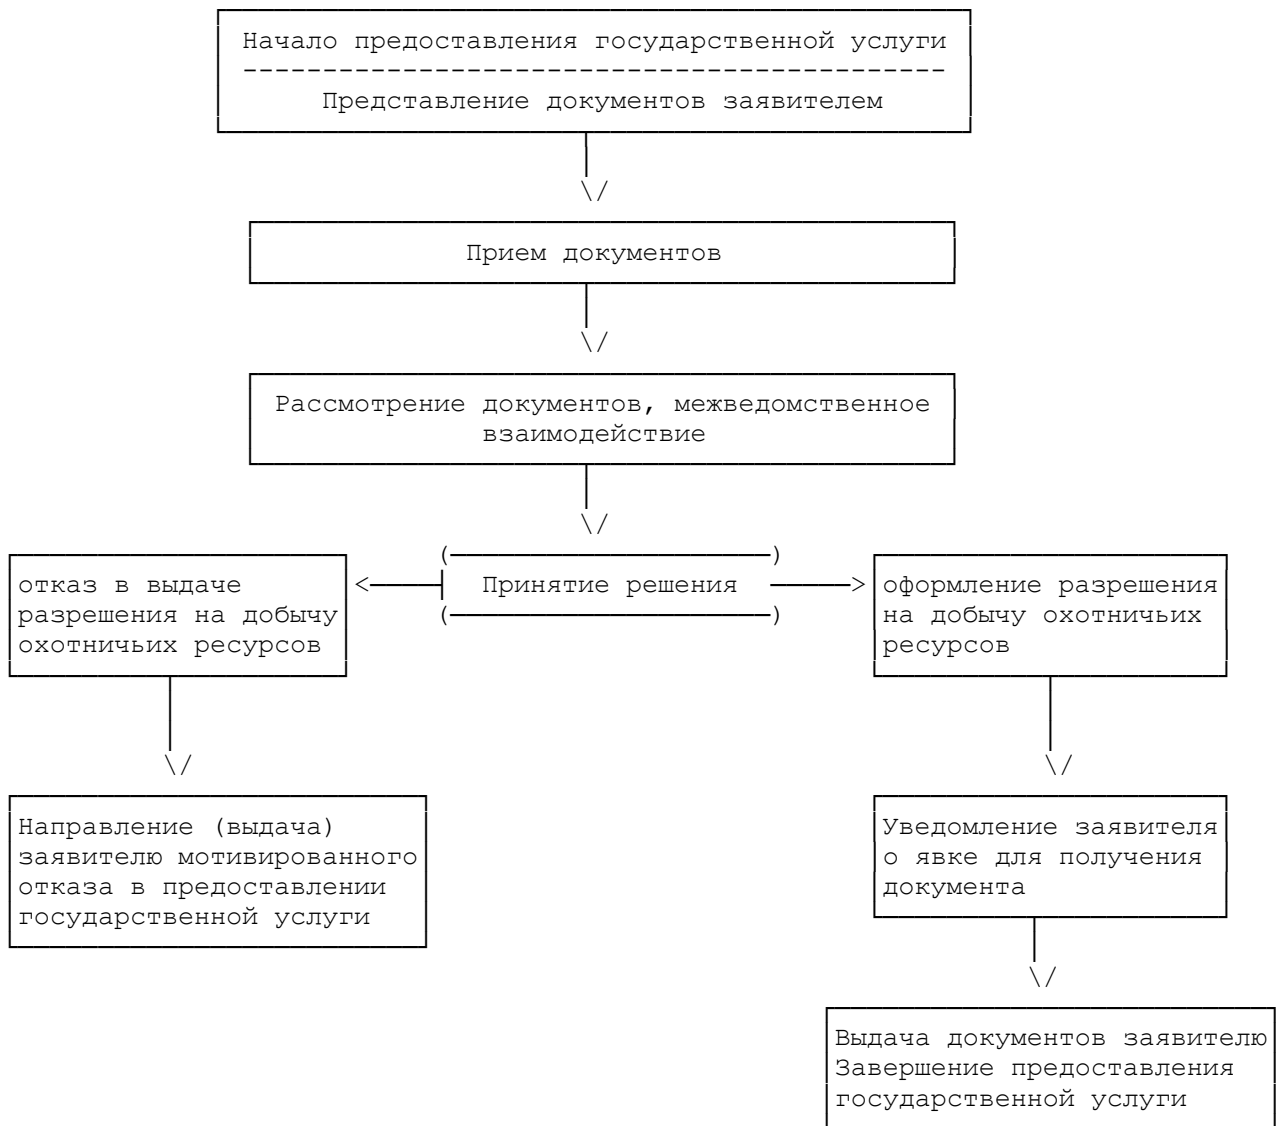 Начало предоставления государственной услуги
--------------------------------------------
Представление документов заявителем
Прием документов
Рассмотрение документов, межведомственное
взаимодействие
Принятие решения
отказ в выдаче
разрешения на добычу
охотничьих ресурсов
оформление разрешения
на добычу охотничьих
ресурсов
Направление (выдача)
заявителю мотивированного
отказа в предоставлении
государственной услуги
Уведомление заявителя
о явке для получения
документа
Выдача документов заявителю
Завершение предоставления
государственной услуги